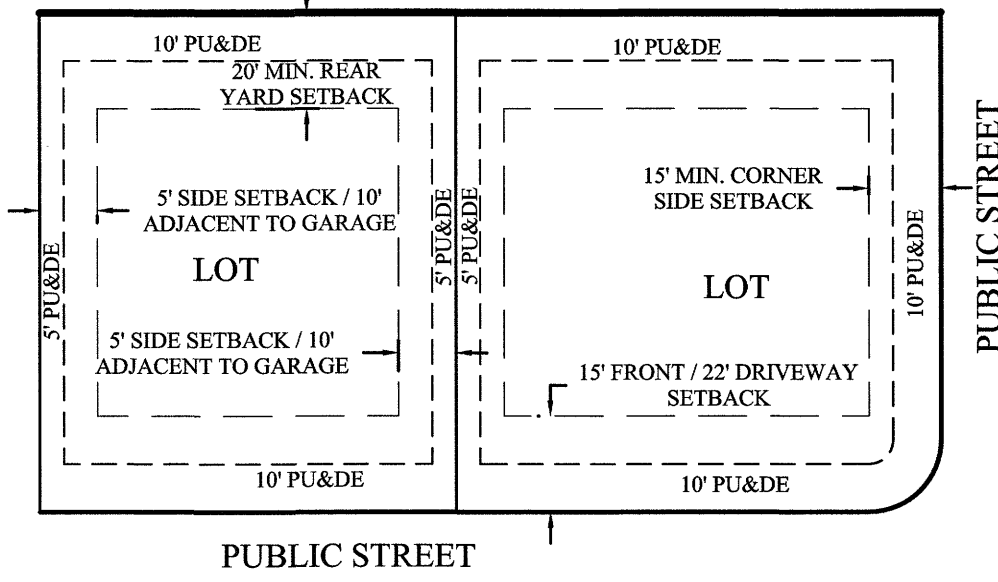 10' PU&DE
10' PU&DE
20' MIN. REAR
YARD SETBACK
5' SIDE SETBACK / 10'
ADJACENT TO GARAGE
15' MIN. CORNER
SIDE SETBACK
PUBLIC STREET
5' PU&DE
LOT
5' PU&DE
5' PU&DE
LOT
10' PU&DE
5' SIDE SETBACK / 10'
ADJACENT TO GARAGE
15' FRONT / 22' DRIVEWAY
SETBACK
10' PU&DE
10' PU&DE
PUBLIC STREET